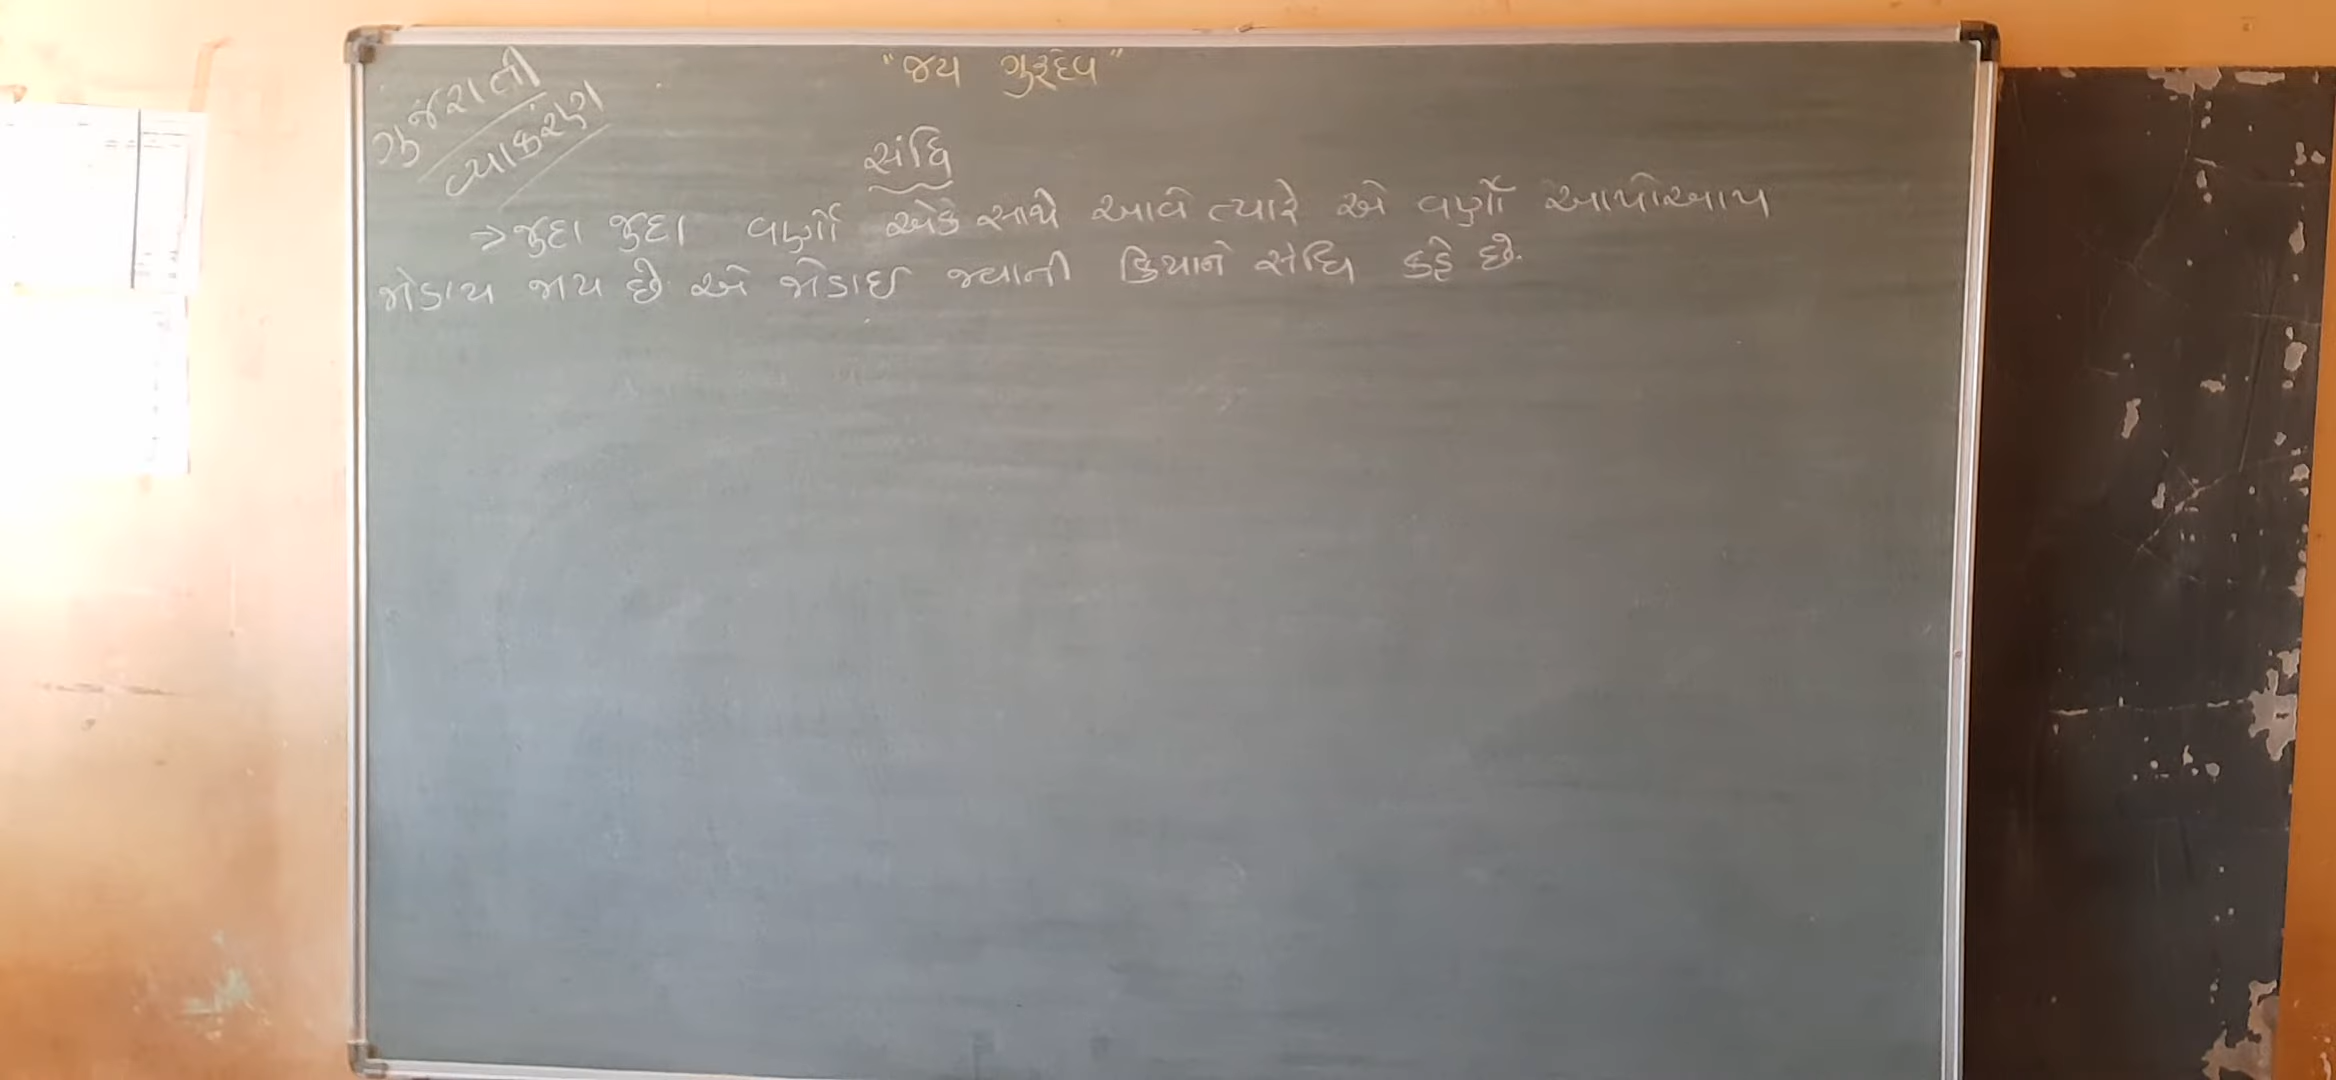 "જય ગુરૂદેવ"
ગુજરાતી
વ્યાકરણ
સંધિ
→ જુદા જુદા વર્ણો એક સાથે આવે ત્યારે એ વર્ણો આપોઆપ
જોડાય જાય છે. એ જોડાઈ જવાની ક્રિયાને સંધિ કહે છે.